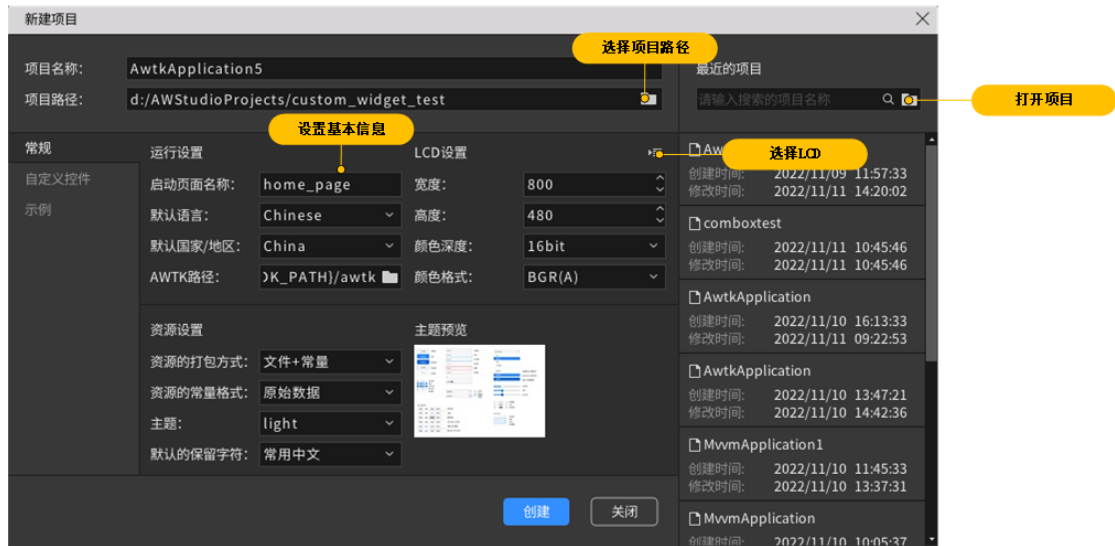 新建项目
选择项目路径
项目名称: AwtkApplication5
最近的项目
项目路径: d:/AWStudioProjects/custom_widget_test
请输入搜索的项目名称
打开项目
设置基本信息
常规
自定义控件
示例
运行设置
启动页面名称: home_page
默认语言: Chinese
默认国家/地区: China
AWTK路径: K_PATH}/awtk
LCD设置
选择LCD
宽度: 800
高度: 480
颜色深度: 16bit
颜色格式: BGR(A)
资源设置
资源的打包方式: 文件+常量
资源的常量格式: 原始数据
主题: light
默认的保留字符: 常用中文
主题预览
创建
关闭
Aw
创建时间: 2022/11/09 11:57:33
修改时间: 2022/11/11 14:20:02
comboxtest
创建时间: 2022/11/11 10:45:46
修改时间: 2022/11/11 10:45:46
AwtkApplication
创建时间: 2022/11/10 16:13:33
修改时间: 2022/11/11 09:22:53
AwtkApplication
创建时间: 2022/11/10 13:47:21
修改时间: 2022/11/10 14:42:36
MvvmApplication1
创建时间: 2022/11/10 11:45:33
修改时间: 2022/11/10 13:37:31
MvvmApplication
创建时间: 2022/11/10 10:05:37